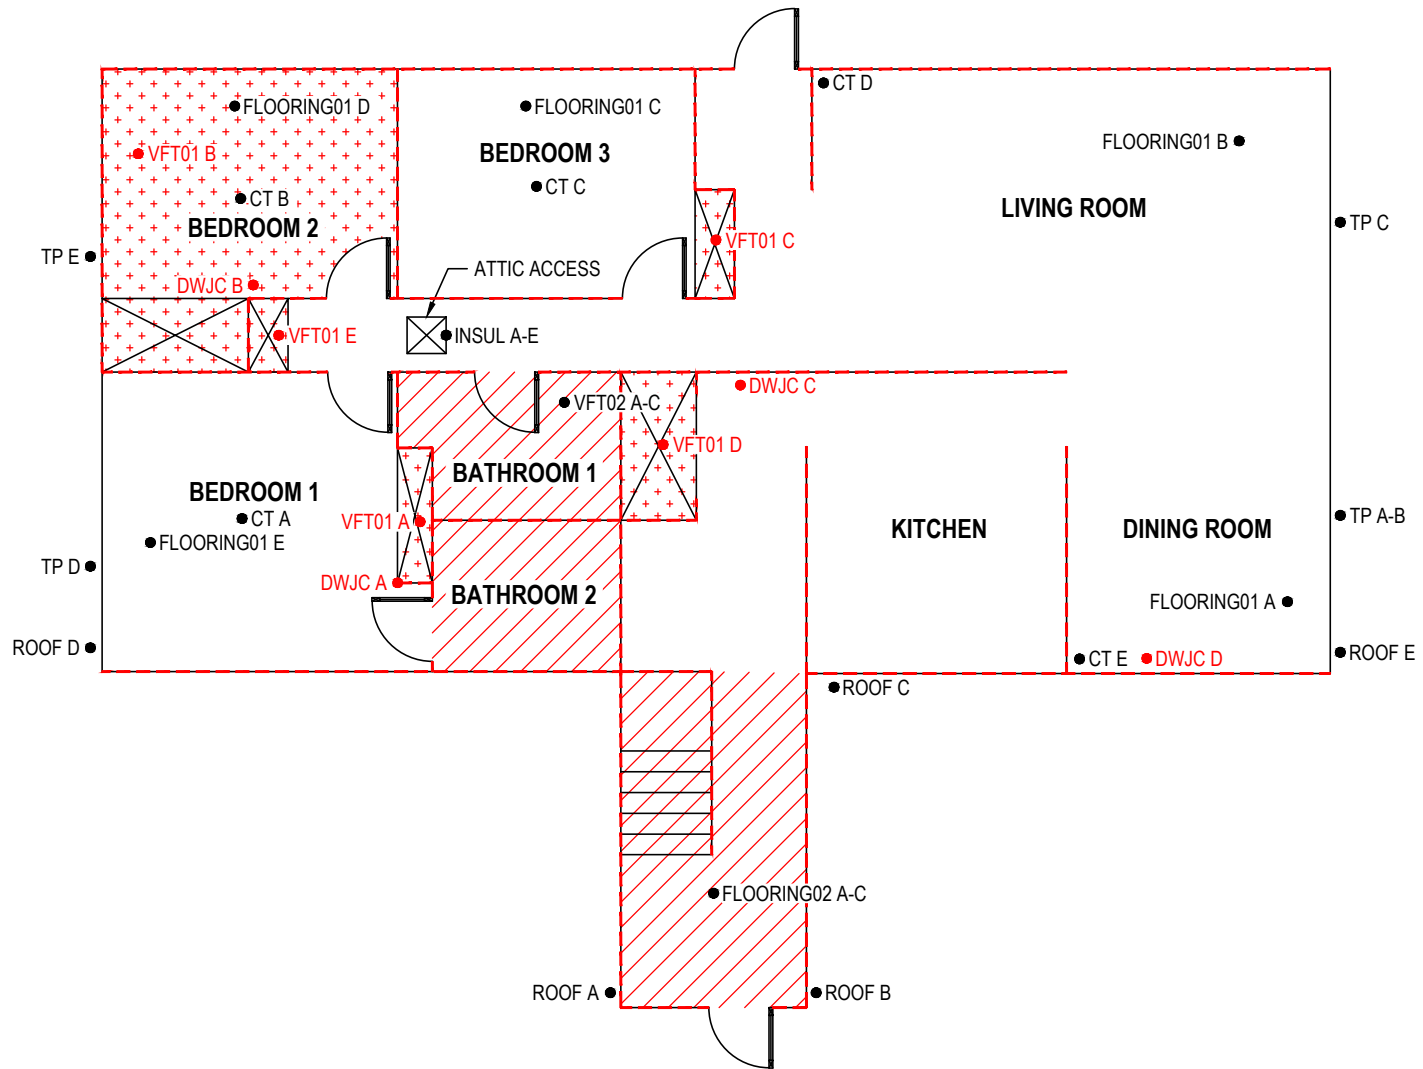 CT D
FLOORING01 D
FLOORING01 C
FLOORING01 B
VFT01 B
BEDROOM 3
CT C
CT B
LIVING ROOM
BEDROOM 2
TP C
VFT01 C
TP E
ATTIC ACCESS
DWJC B
VFT01 E
INSUL A-E
DWJC C
VFT02 A-C
VFT01 D
BATHROOM 1
BEDROOM 1
CT A
VFT01 A
TP A-B
KITCHEN
DINING ROOM
FLOORING01 E
TP D
DWJC A
BATHROOM 2
FLOORING01 A
ROOF D
CT E
DWJC D
ROOF E
ROOF C
FLOORING02 A-C
ROOF A
ROOF B